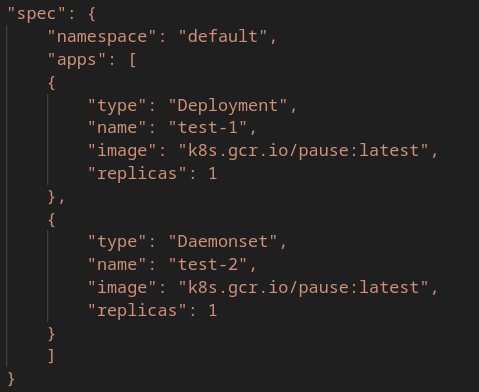 "spec": {
    "namespace": "default",
    "apps": [
    {
        "type": "Deployment",
        "name": "test-1",
        "image": "k8s.gcr.io/pause:latest",
        "replicas": 1
    },
    {
        "type": "Daemonset",
        "name": "test-2",
        "image": "k8s.gcr.io/pause:latest",
        "replicas": 1
    }
    ]
}